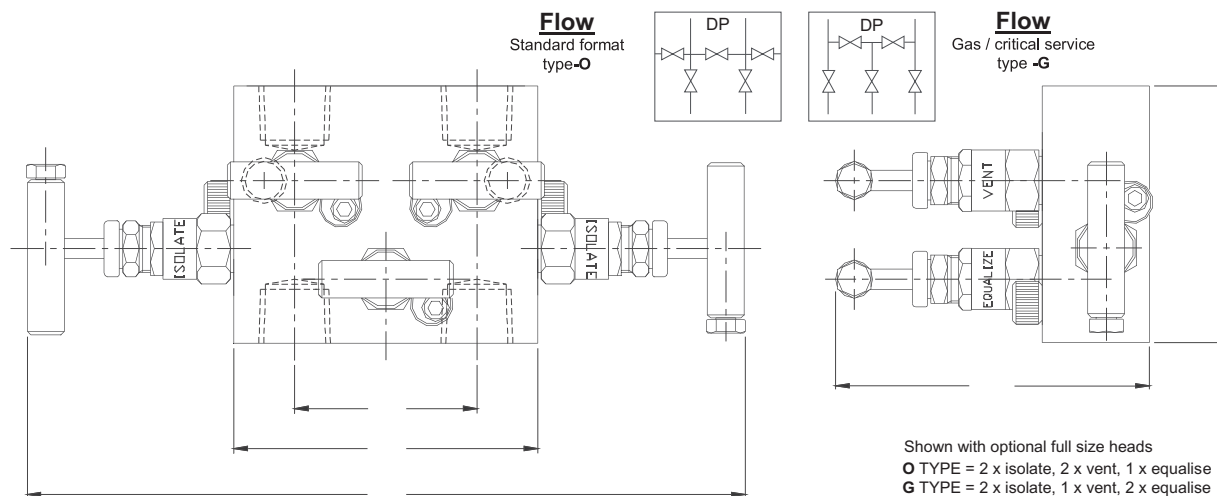 Flow
Standard format
type-O
DP
DP
Flow
Gas / critical service
type -G
ISOLATE
ISOLATE
VENT
EQUALIZE
Shown with optional full size heads
O TYPE = 2 x isolate, 2 x vent, 1 x equalise
G TYPE = 2 x isolate, 1 x vent, 2 x equalise